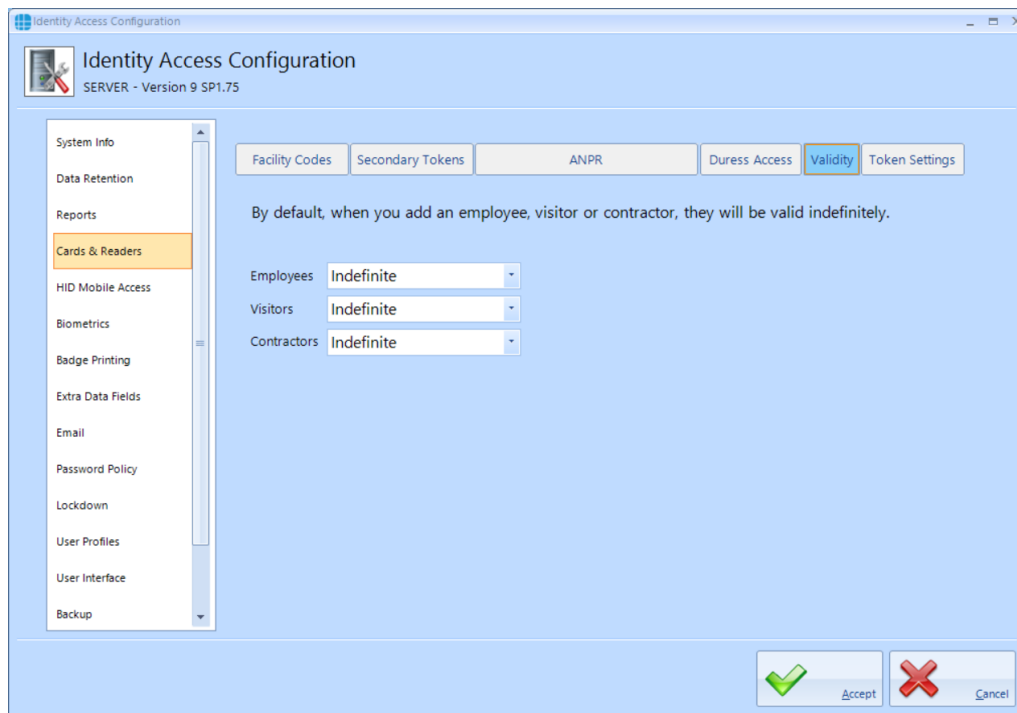 Identity Access Configuration
Identity Access Configuration
SERVER - Version 9 SP1.75
System Info
Data Retention
Reports
Cards & Readers
HID Mobile Access
Biometrics
Badge Printing
Extra Data Fields
Email
Password Policy
Lockdown
User Profiles
User Interface
Backup
Facility Codes Secondary Tokens ANPR Duress Access Validity Token Settings
By default, when you add an employee, visitor or contractor, they will be valid indefinitely.
Employees Indefinite
Visitors Indefinite
Contractors Indefinite
Accept Cancel